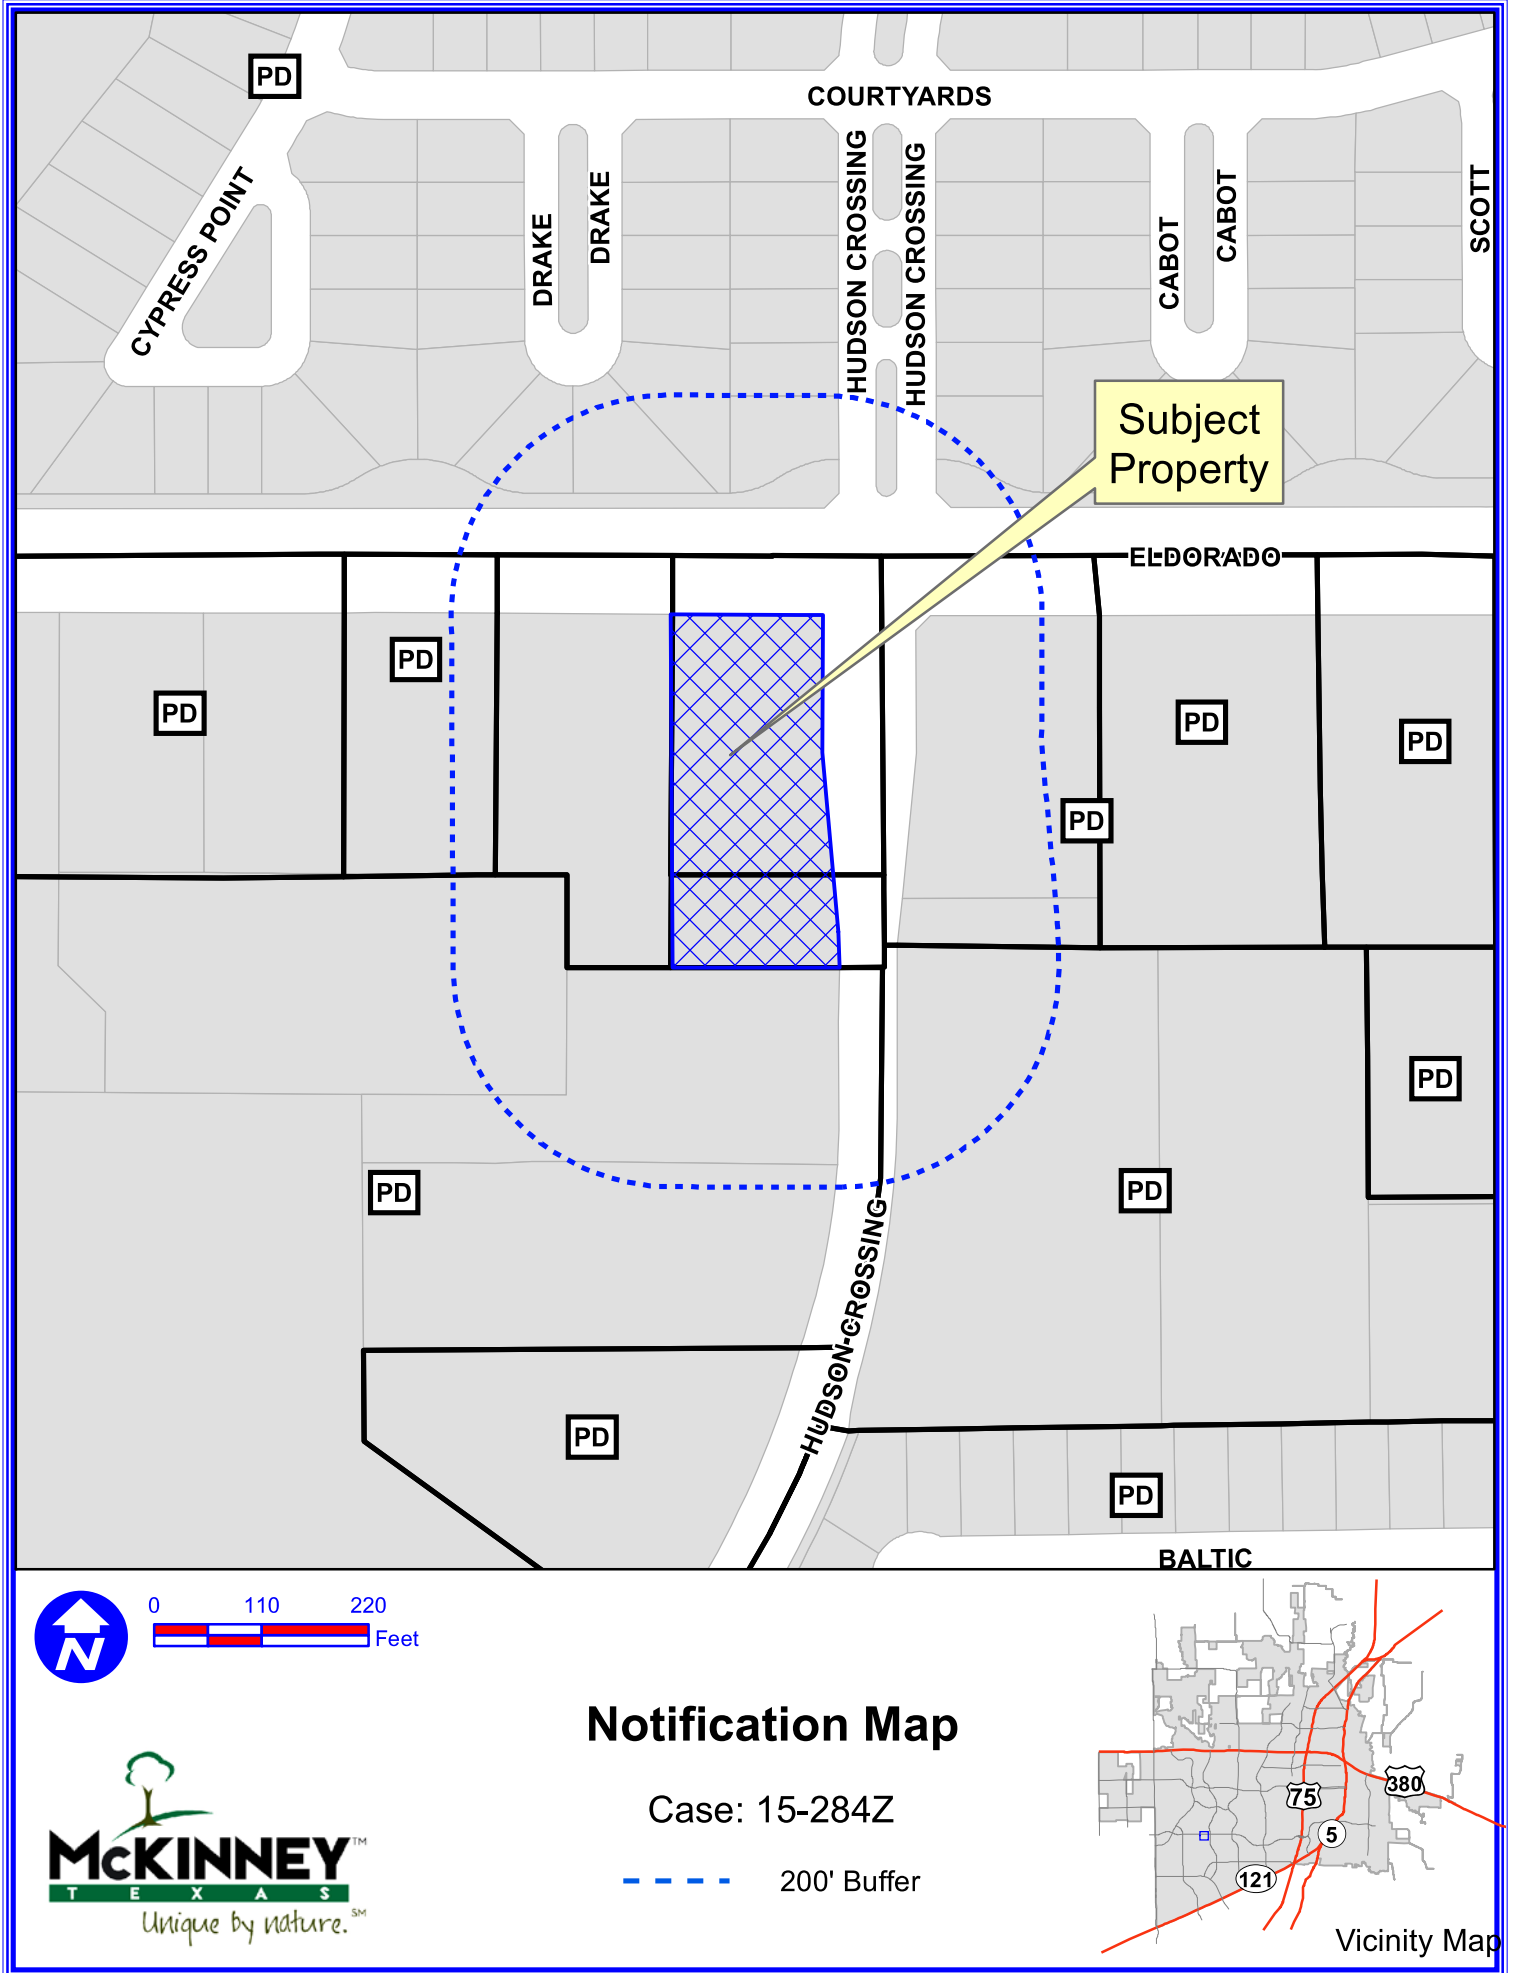 PD
COURTYARDS
CYPRESS POINT
DRAKE
DRAKE
HUDSON CROSSING
HUDSON CROSSING
CABOT
CABOT
SCOTT
Subject
Property
ELDORADO
PD
PD
PD
PD
PD
PD
PD
PD
HUDSON CROSSING
PD
PD
BALTIC
0 110 220
Feet
N
Notification Map
Case: 15-284Z
200' Buffer
McKINNEY™
TEXAS
Unique by nature.℠
75
380
5
121
Vicinity Map